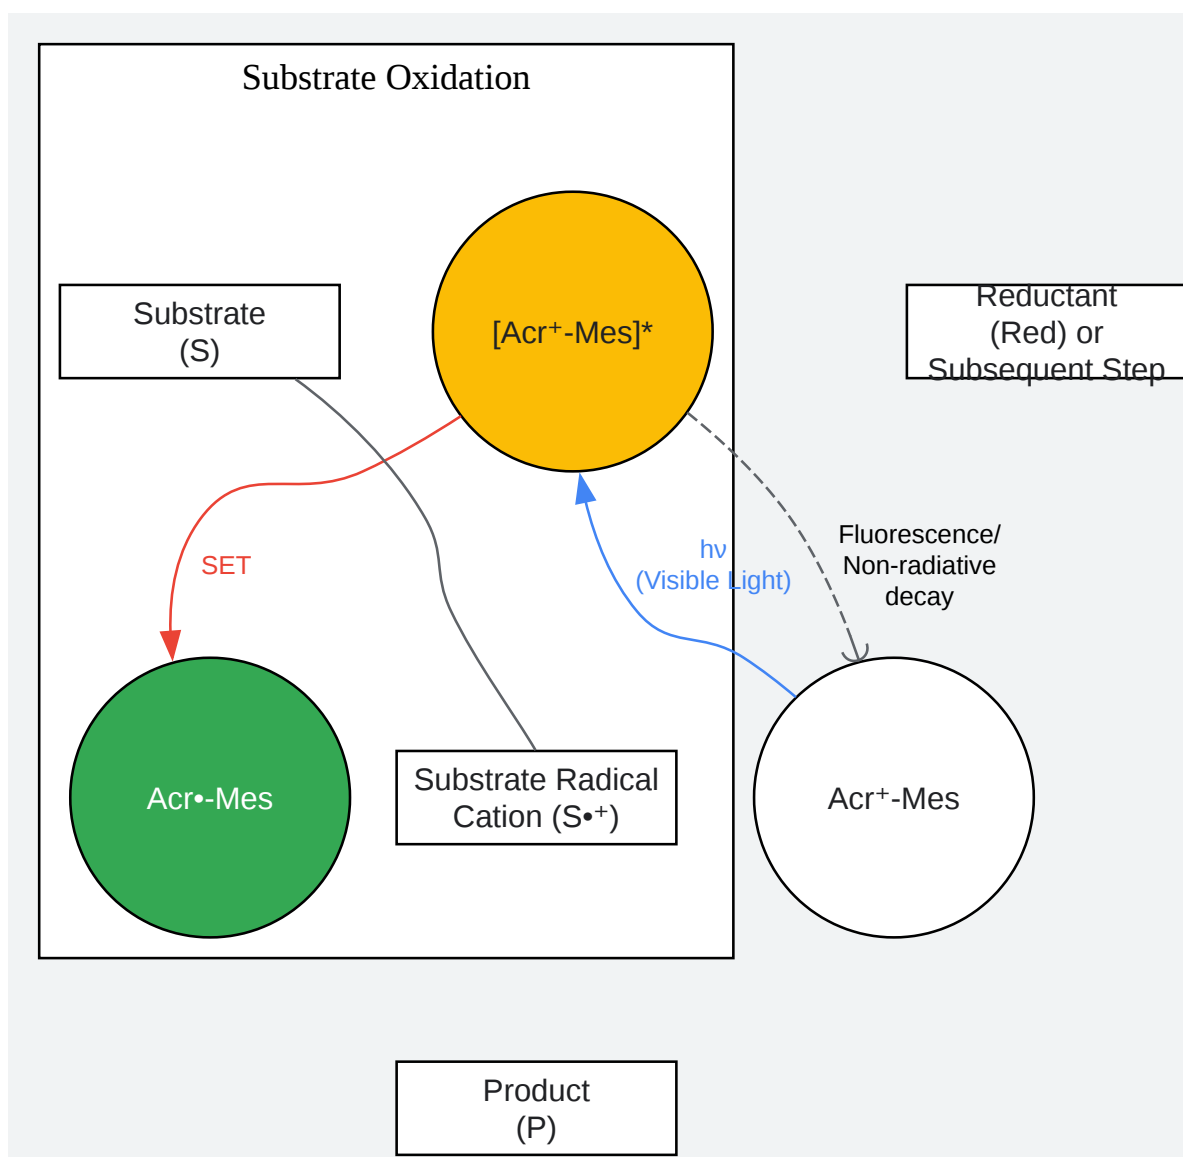 Substrate Oxidation
Substrate
(S)
[Acr⁺-Mes]*
Reductant
(Red) or
Subsequent Step
SET
hν
(Visible Light)
Fluorescence/
Non-radiative
decay
Acr•-Mes
Substrate Radical
Cation (S•⁺)
Acr⁺-Mes
Product
(P)